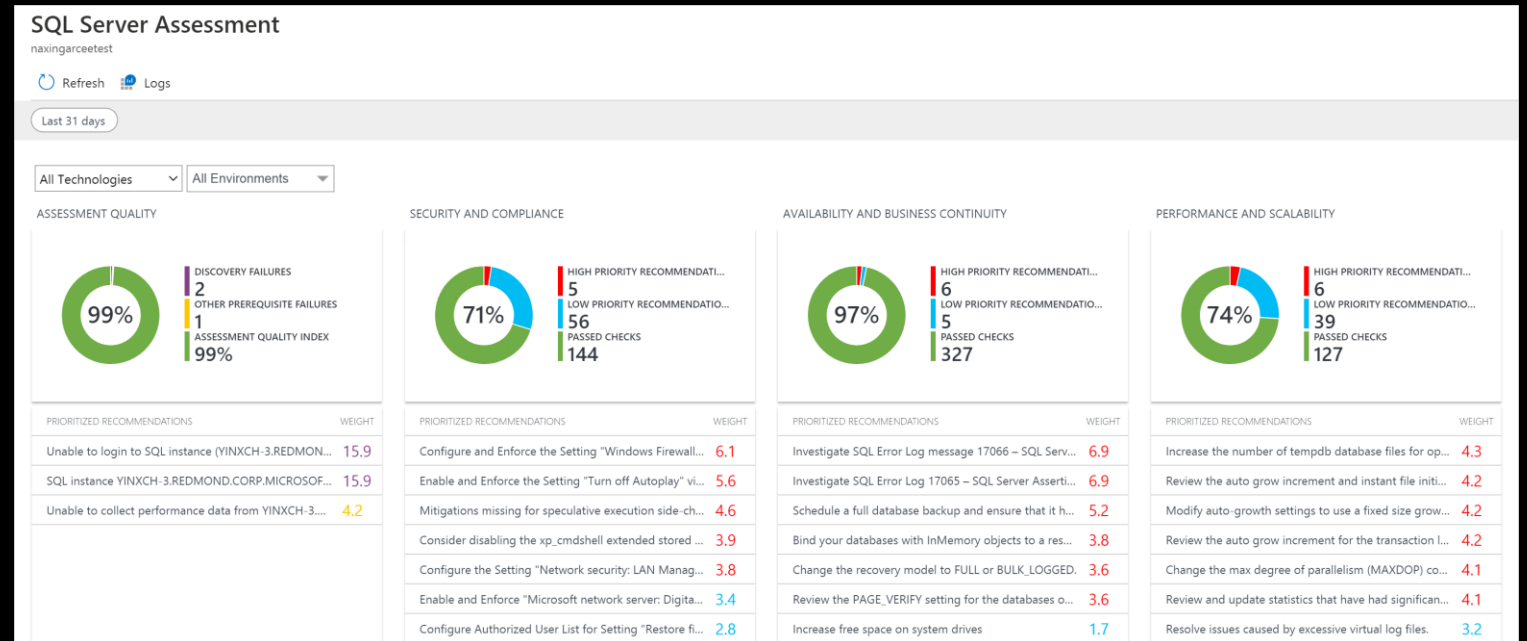 SQL Server Assessment
naxingarceetest
Refresh Logs
Last 31 days
All Technologies All Environments
ASSESSMENT QUALITY
99%
DISCOVERY FAILURES
2
OTHER PREREQUISITE FAILURES
1
ASSESSMENT QUALITY INDEX
99%
PRIORITIZED RECOMMENDATIONS WEIGHT
Unable to login to SQL instance (YINXCH-3.REDMON... 15.9
SQL instance YINXCH-3.REDMOND.CORP.MICROSOF... 15.9
Unable to collect performance data from YINXCH-3.... 4.2
SECURITY AND COMPLIANCE
71%
HIGH PRIORITY RECOMMENDATI...
5
LOW PRIORITY RECOMMENDATIO...
56
PASSED CHECKS
144
PRIORITIZED RECOMMENDATIONS WEIGHT
Configure and Enforce the Setting "Windows Firewall... 6.1
Enable and Enforce the Setting "Turn off Autoplay" vi... 5.6
Mitigations missing for speculative execution side-ch... 4.6
Consider disabling the xp_cmdshell extended stored ... 3.9
Configure the Setting "Network security: LAN Manag... 3.8
Enable and Enforce "Microsoft network server: Digita... 3.4
Configure Authorized User List for Setting "Restore fi... 2.8
AVAILABILITY AND BUSINESS CONTINUITY
97%
HIGH PRIORITY RECOMMENDATI...
6
LOW PRIORITY RECOMMENDATIO...
5
PASSED CHECKS
327
PRIORITIZED RECOMMENDATIONS WEIGHT
Investigate SQL Error Log message 17066 – SQL Serv... 6.9
Investigate SQL Error Log 17065 – SQL Server Asserti... 6.9
Schedule a full database backup and ensure that it h... 5.2
Bind your databases with InMemory objects to a res... 3.8
Change the recovery model to FULL or BULK_LOGGED. 3.6
Review the PAGE_VERIFY setting for the databases o... 3.6
Increase free space on system drives 1.7
PERFORMANCE AND SCALABILITY
74%
HIGH PRIORITY RECOMMENDATI...
6
LOW PRIORITY RECOMMENDATIO...
39
PASSED CHECKS
127
PRIORITIZED RECOMMENDATIONS WEIGHT
Increase the number of tempdb database files for op... 4.3
Review the auto grow increment and instant file initi... 4.2
Modify auto-growth settings to use a fixed size grow... 4.2
Review the auto grow increment for the transaction l... 4.2
Change the max degree of parallelism (MAXDOP) co... 4.1
Review and update statistics that have had significan... 4.1
Resolve issues caused by excessive virtual log files. 3.2